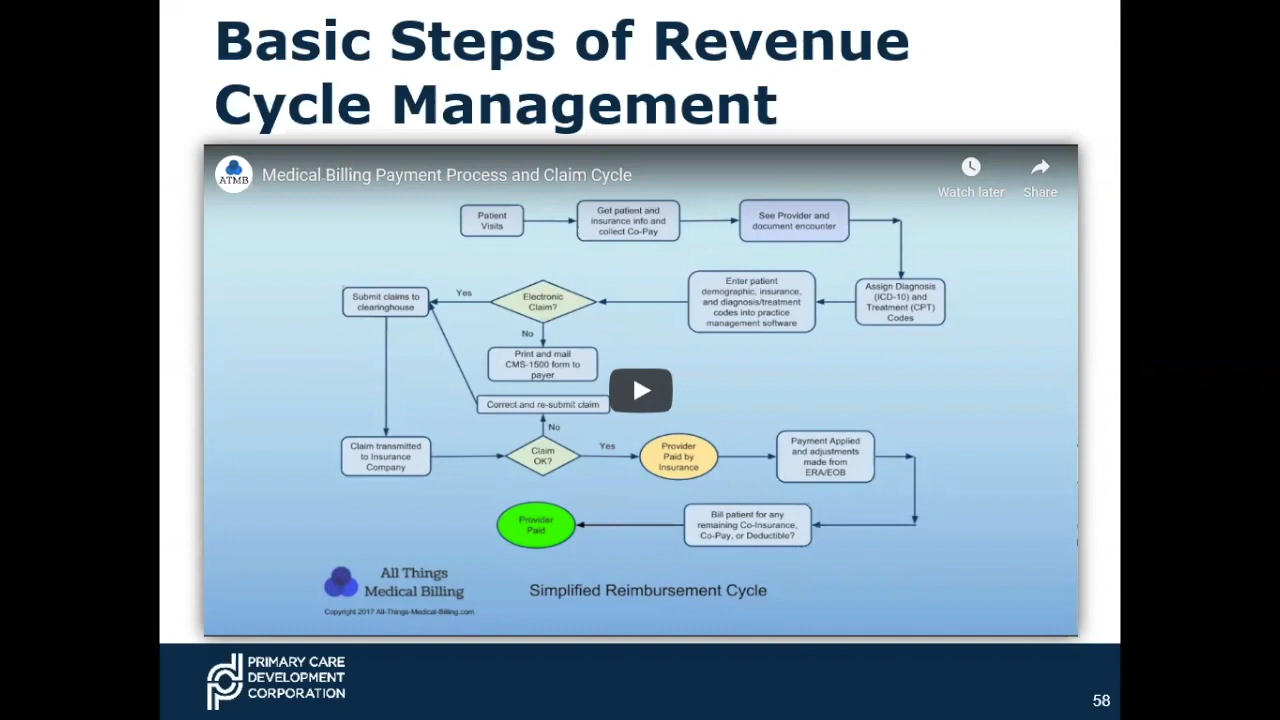 Basic Steps of Revenue
Cycle Management
ATMB
Medical Billing Payment Process and Claim Cycle
Watch later
Share
Patient
Visits
Get patient and
insurance info and
collect Co-Pay
See Provider and
document encounter
Submit claims to
clearinghouse
Yes
Electronic
Claim?
Enter patient
demographic, insurance,
and diagnosis/treatment
codes into practice
management software
Assign Diagnosis
(ICD-10) and
Treatment (CPT)
Codes
No
Print and mail
CMS-1500 form to
payer
Correct and re-submit claim
No
Claim transmitted
to Insurance
Company
Claim
OK?
Yes
Provider
Paid by
Insurance
Payment Applied
and adjustments
made from
ERA/EOB
Provider
Paid
Bill patient for any
remaining Co-Insurance,
Co-Pay, or Deductible?
All Things
Medical Billing
Simplified Reimbursement Cycle
Copyright 2017 All-Things-Medical-Billing.com
PRIMARY CARE
DEVELOPMENT
CORPORATION
58